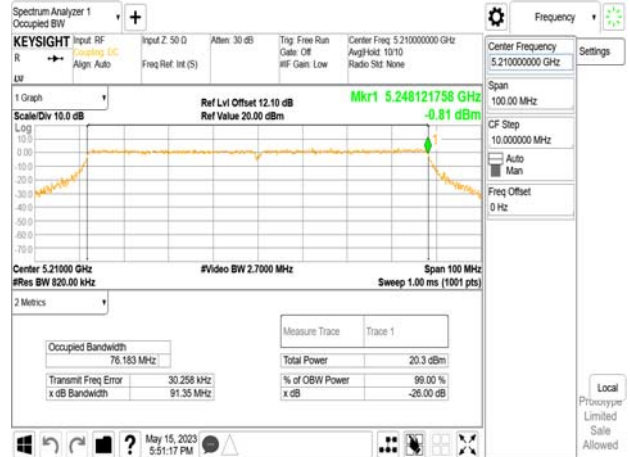 Spectrum Analyzer 1
Occupied BW
+
Frequency
KEYSIGHT
Input: RF
Coupling: DC
Align: Auto
Input Z: 50 Ω
Freq Ref: Int (S)
Atten: 30 dB
Trig: Free Run
Gate: Off
#IF Gain: Low
Center Freq: 5.210000000 GHz
Avg|Hold: 10/10
Radio Std: None
R
LXI
Center Frequency
5.210000000 GHz
Settings
Span
100.00 MHz
CF Step
10.000000 MHz
Auto
Man
Freq Offset
0 Hz
1 Graph
Scale/Div 10.0 dB
Ref Lvl Offset 12.10 dB
Ref Value 20.00 dBm
Mkr1 5.248121758 GHz
-0.81 dBm
Log
10.0
0.00
-10.0
-20.0
-30.0
-40.0
-50.0
-60.0
-70.0
1
Center 5.21000 GHz
#Res BW 820.00 kHz
#Video BW 2.7000 MHz
Span 100 MHz
Sweep 1.00 ms (1001 pts)
2 Metrics
Measure Trace
Trace 1
Occupied Bandwidth
76.183 MHz
Total Power
20.3 dBm
Transmit Freq Error
30.258 kHz
% of OBW Power
99.00 %
x dB Bandwidth
91.35 MHz
x dB
-26.00 dB
Local
Prototype
Limited
Sale
Allowed
?
May 15, 2023
5:51:17 PM